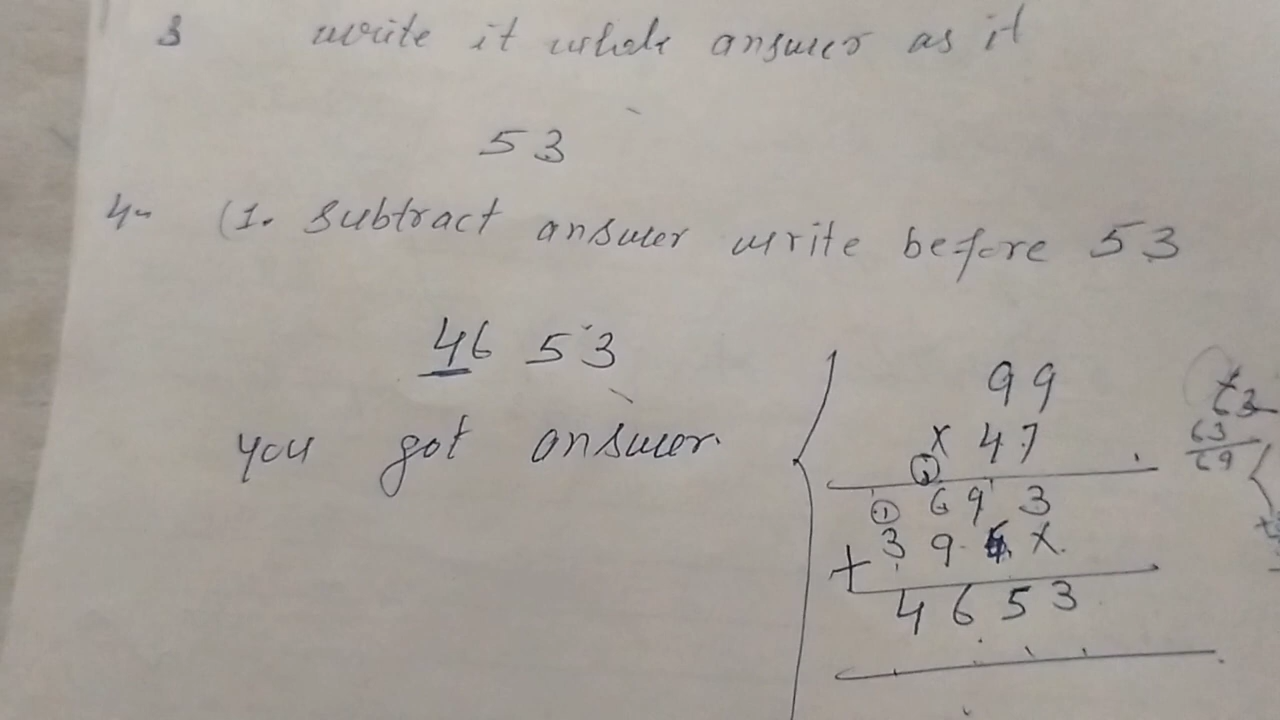 3 write it whole answer as it
53
4- (1. Subtract answer write before 53
46 53
you got answer.
99
x 47
693
+ 396x
4653
63